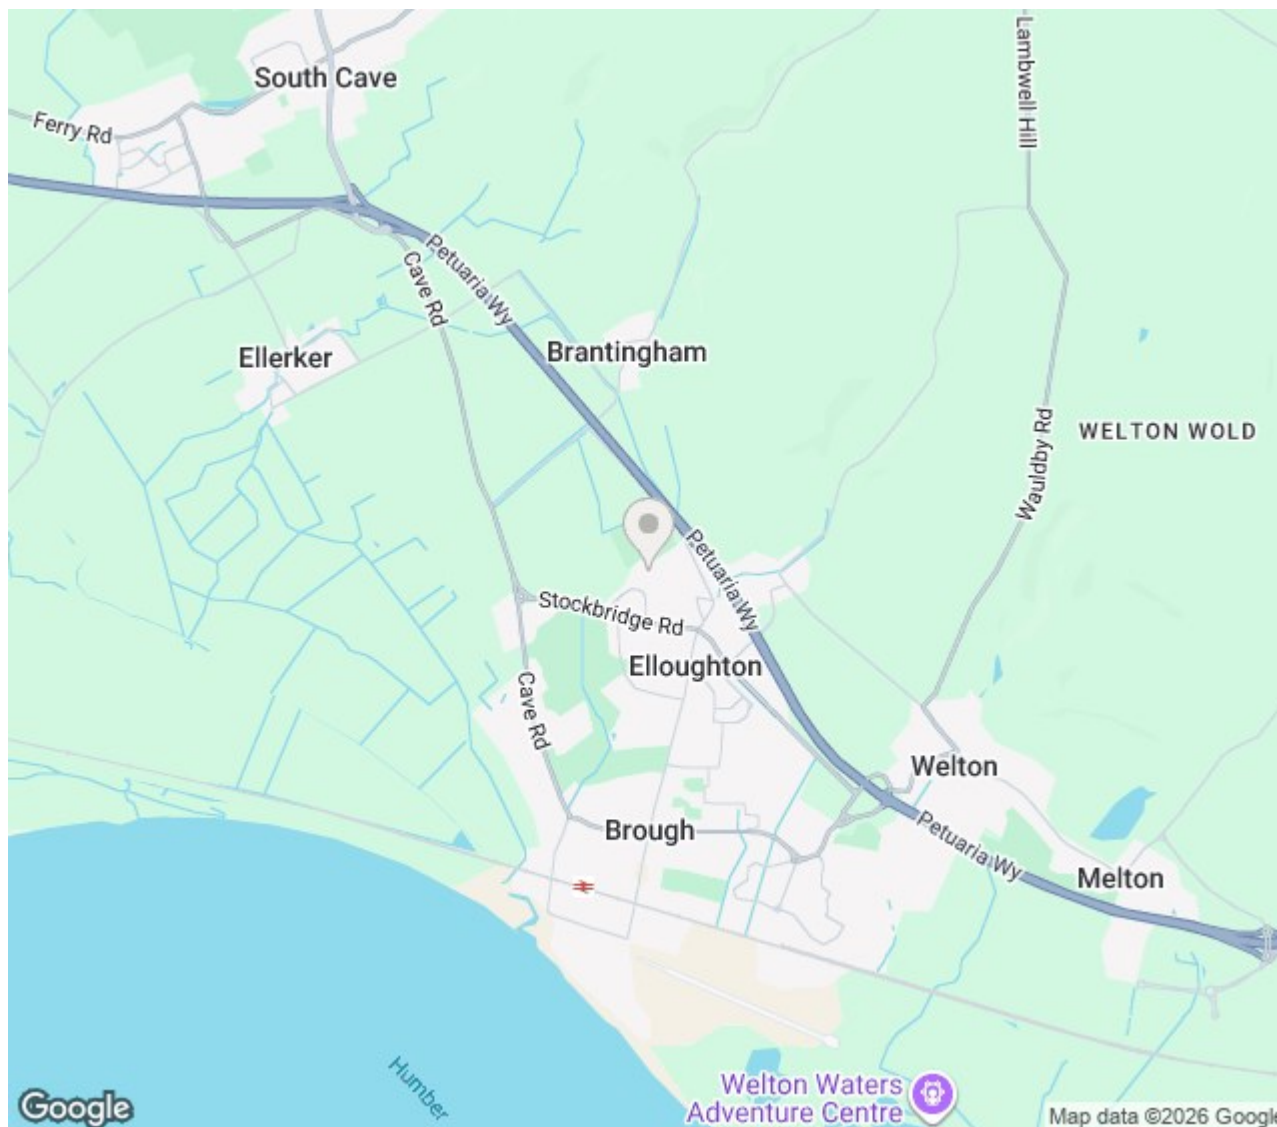 South Cave
Ferry Rd
Lambwell Hill
Petuaria Wy
Cave Rd
Brantingham
Ellerker
WELTON WOLD
Wauldby Rd
Petuaria Wy
Stockbridge Rd
Elloughton
Cave Rd
Welton
Brough
Petuaria Wy
Melton
Humber
Welton Waters
Adventure Centre
Google
Map data ©2026 Google